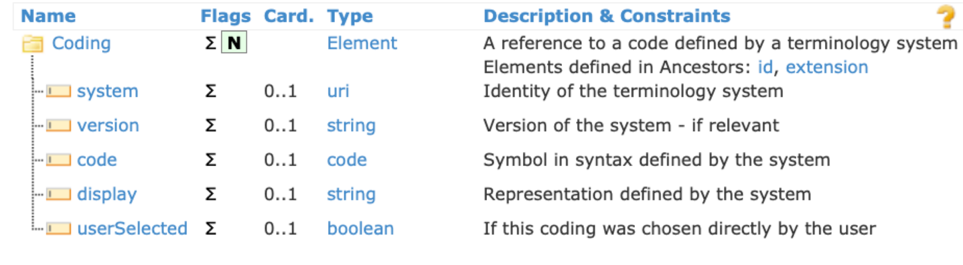 Name Flags Card. Type Description & Constraints ?
Coding Σ N Element A reference to a code defined by a terminology system
Elements defined in Ancestors: id, extension
system Σ 0..1 uri Identity of the terminology system
version Σ 0..1 string Version of the system - if relevant
code Σ 0..1 code Symbol in syntax defined by the system
display Σ 0..1 string Representation defined by the system
userSelected Σ 0..1 boolean If this coding was chosen directly by the user